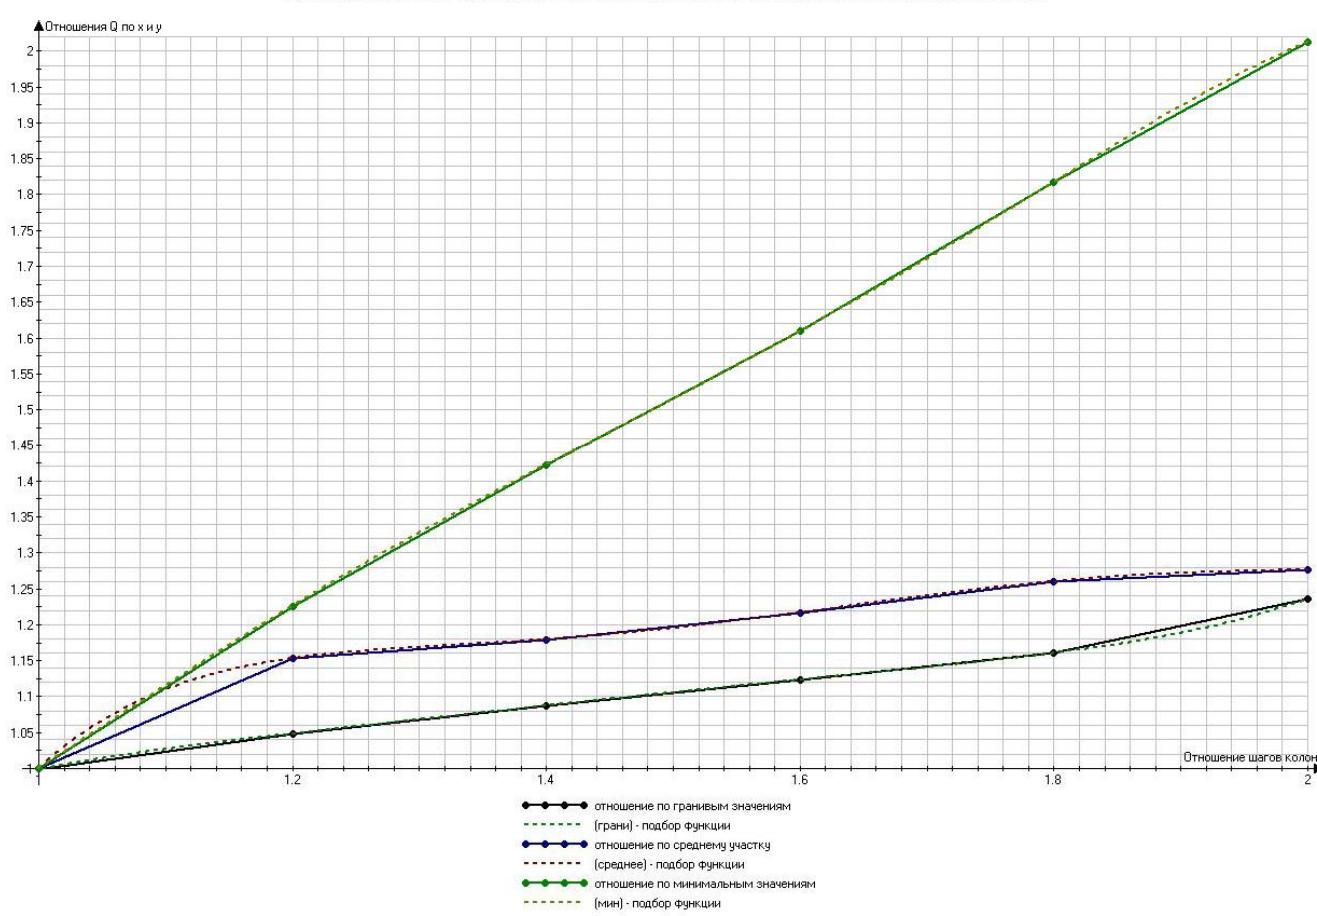 Отношения Q по x и y
2
1.95
1.9
1.85
1.8
1.75
1.7
1.65
1.6
1.55
1.5
1.45
1.4
1.35
1.3
1.25
1.2
1.15
1.1
1.05
1
Отношение шагов колон
1.2 1.4 1.6 1.8 2
отношение по гранивым значениям
(грани) - подбор функции
отношение по среднему участку
(среднее) - подбор функции
отношение по минимальным значениям
(мин) - подбор функции